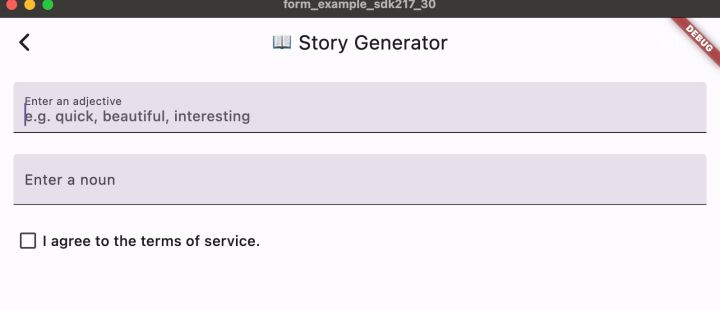 form_example_sdk217_30
DEBUG
📖 Story Generator
Enter an adjective
e.g. quick, beautiful, interesting
Enter a noun
I agree to the terms of service.